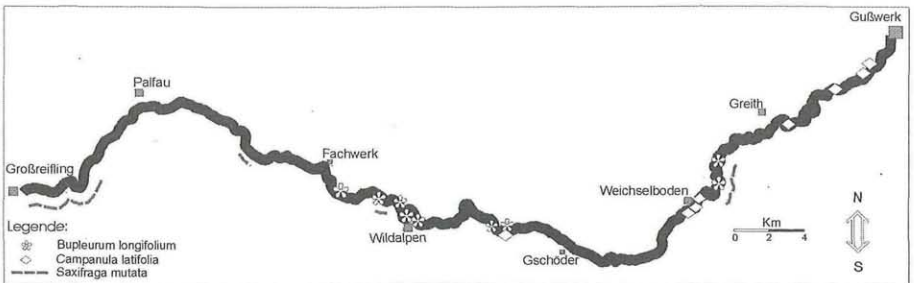 Gußwerk
Palfau
Greith
Fachwerk
Großreifling
Weichselboden
N
Legende:
Km
Bupleurum longifolium
Wildalpen
0 2 4
Campanula latifolia
Gschöder
S
Saxifraga mutata